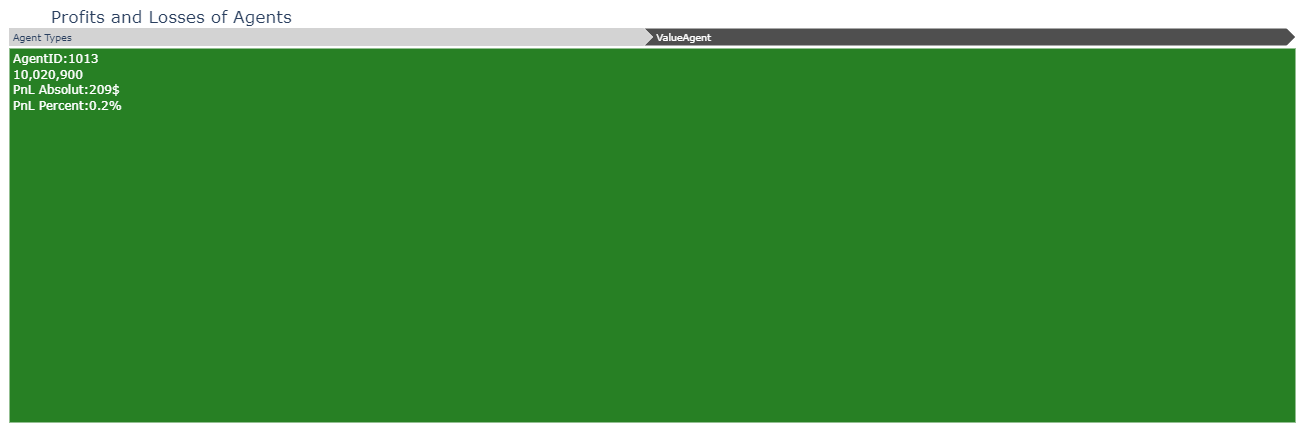 Profits and Losses of Agents
Agent Types
ValueAgent
AgentID:1013
10,020,900
PnL Absolut:209$
PnL Percent:0.2%